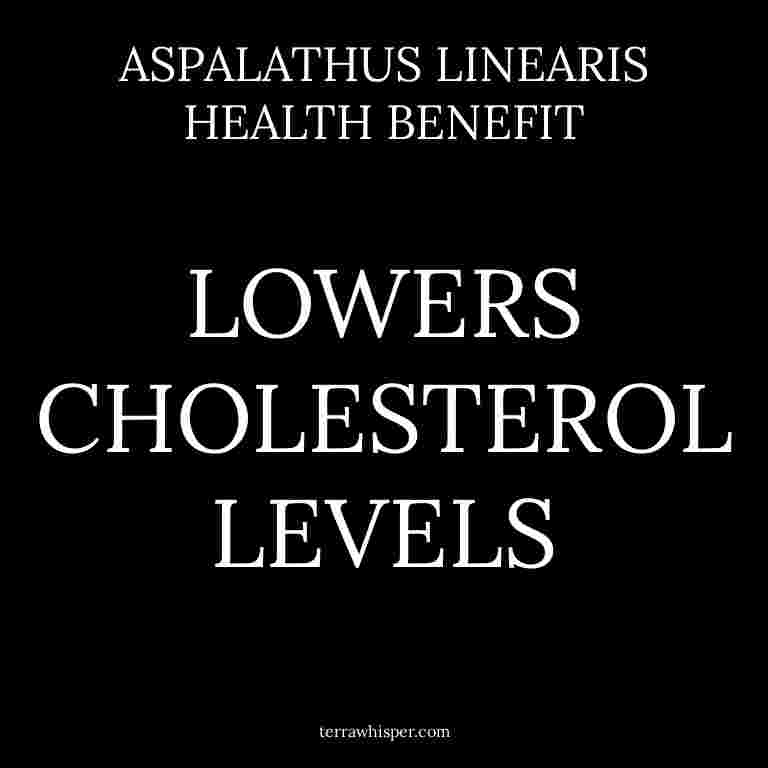 ASPALATHUS LINEARIS
HEALTH BENEFIT
LOWERS
CHOLESTEROL
LEVELS
terrawhisper.com